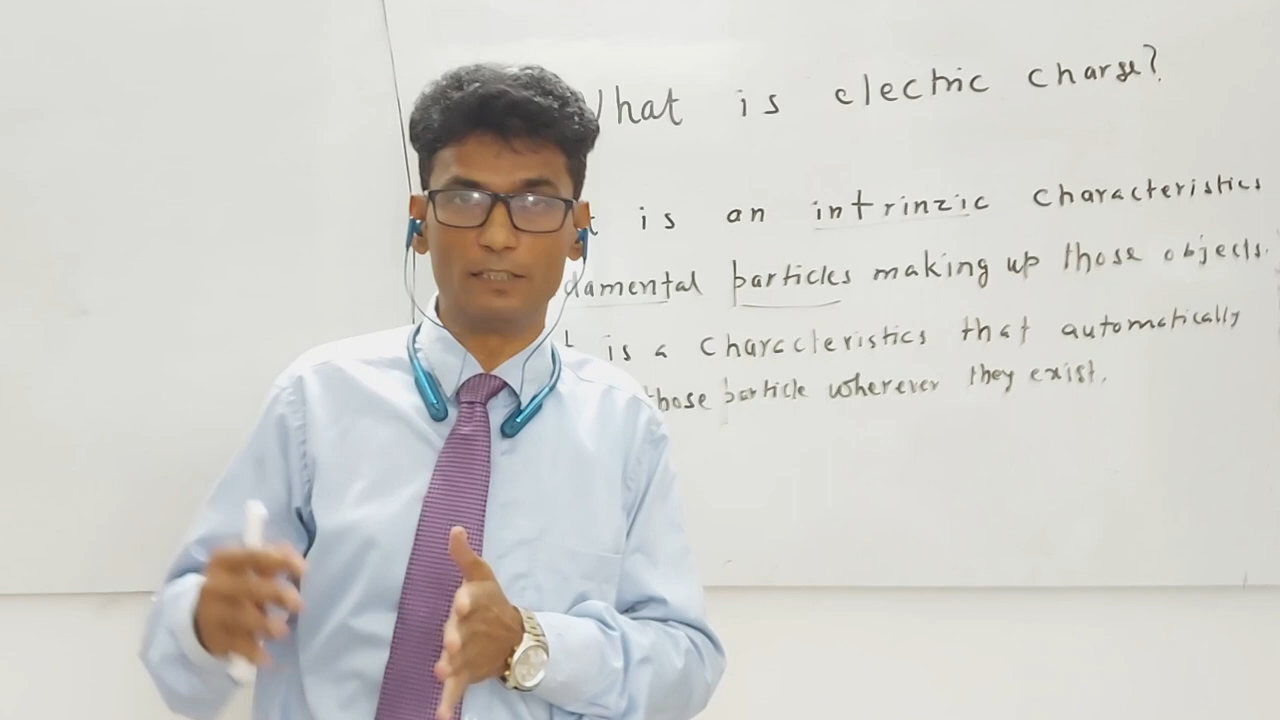 What is electric charge?
is an intrinzic characteristics
damental particles making up those objects.
is a characteristics that automatically
those particle wherever they exist.